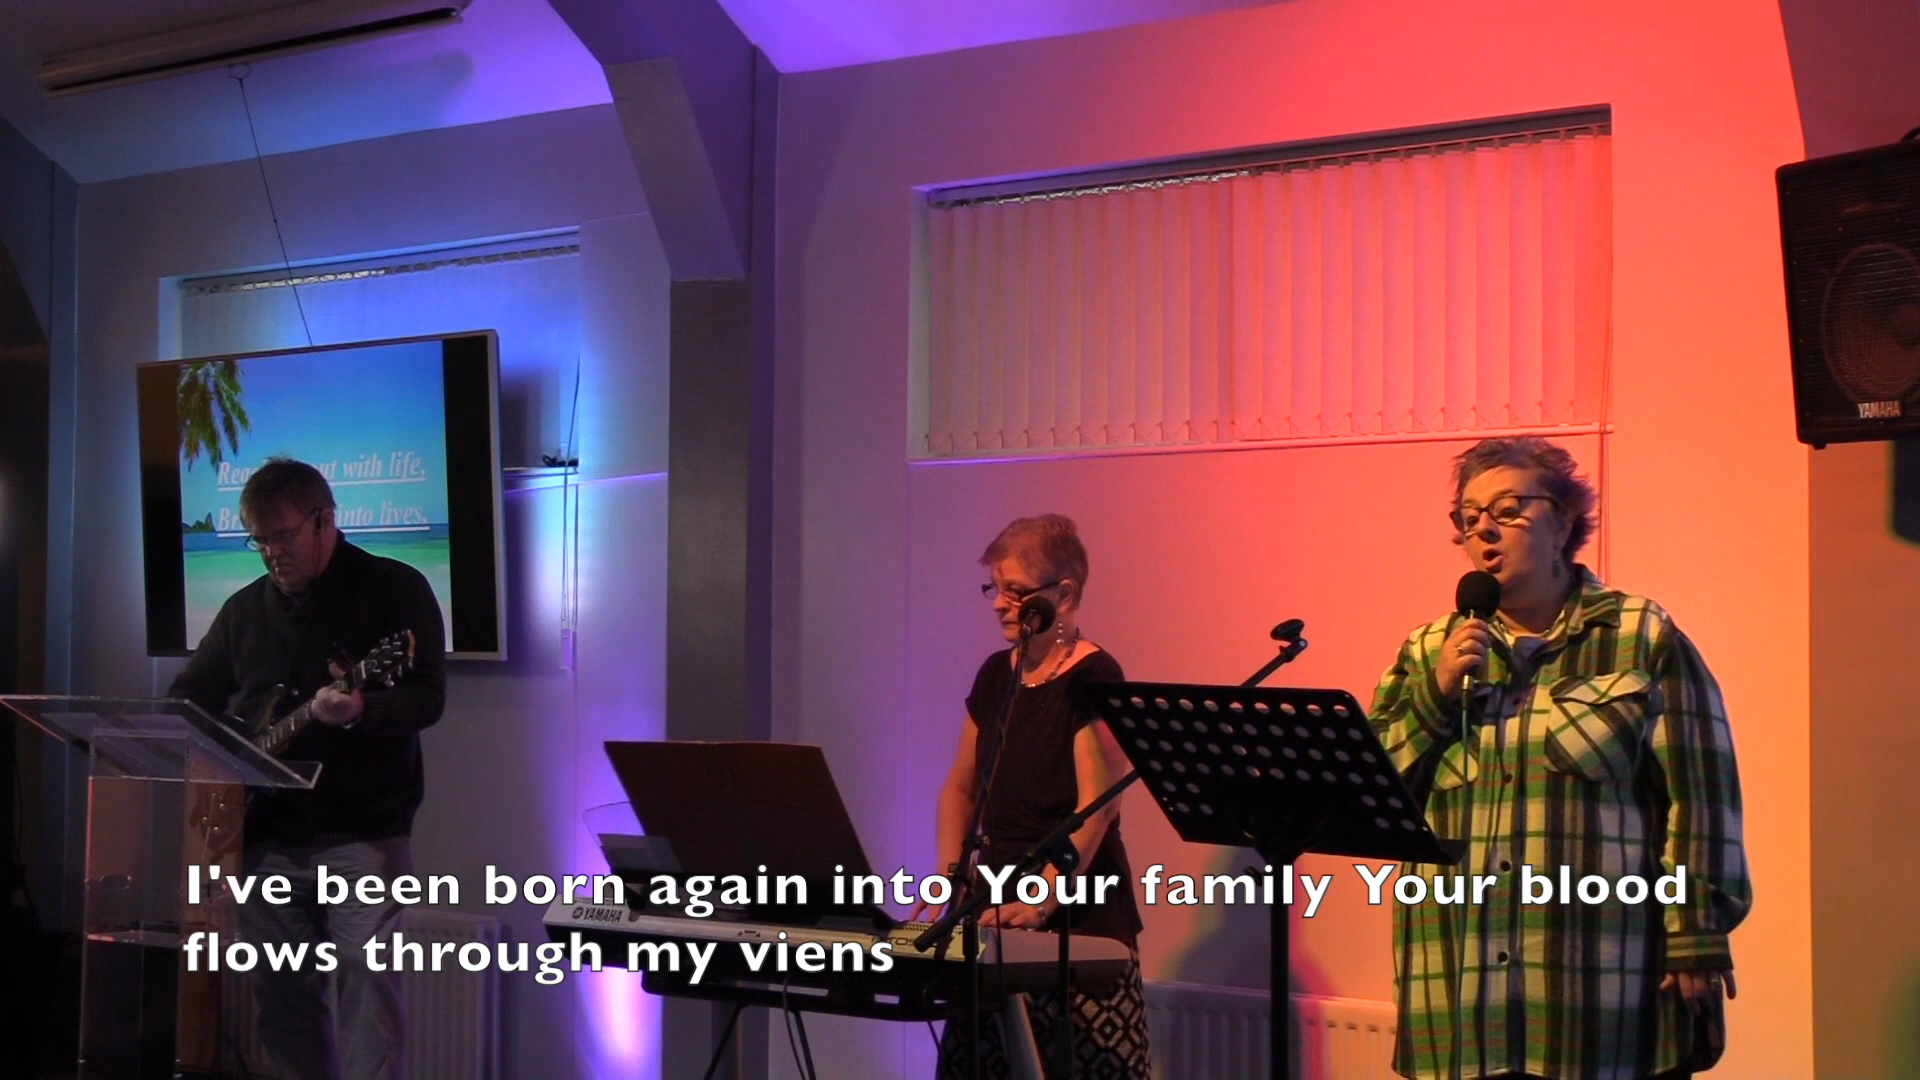 with life,
into lives.
YAMAHA
I've been born again into Your family Your blood
flows through my viens
YAMAHA